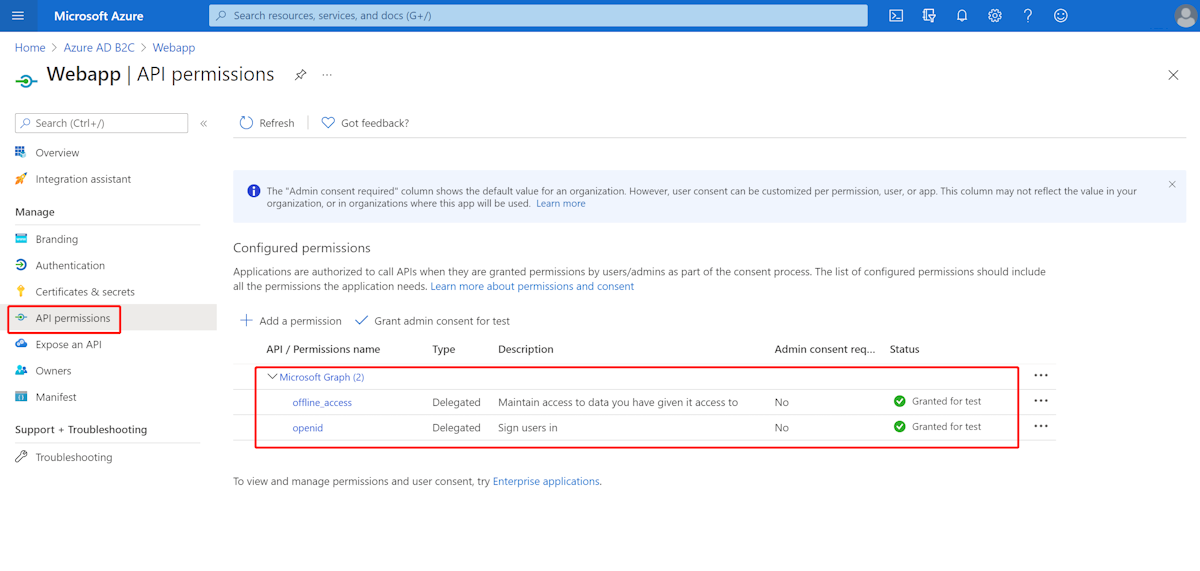 Microsoft Azure
Search resources, services, and docs (G+/)
Home > Azure AD B2C > Webapp
Webapp | API permissions
Search (Ctrl+/)
Overview
Integration assistant
Manage
Branding
Authentication
Certificates & secrets
API permissions
Expose an API
Owners
Manifest
Support + Troubleshooting
Troubleshooting
Refresh
Got feedback?
The "Admin consent required" column shows the default value for an organization. However, user consent can be customized per permission, user, or app. This column may not reflect the value in your
organization, or in organizations where this app will be used. Learn more
Configured permissions
Applications are authorized to call APIs when they are granted permissions by users/admins as part of the consent process. The list of configured permissions should include
all the permissions the application needs. Learn more about permissions and consent
Add a permission Grant admin consent for test
API / Permissions name Type Description Admin consent req... Status
Microsoft Graph (2)
offline_access Delegated Maintain access to data you have given it access to No Granted for test
openid Delegated Sign users in No Granted for test
To view and manage permissions and user consent, try Enterprise applications.